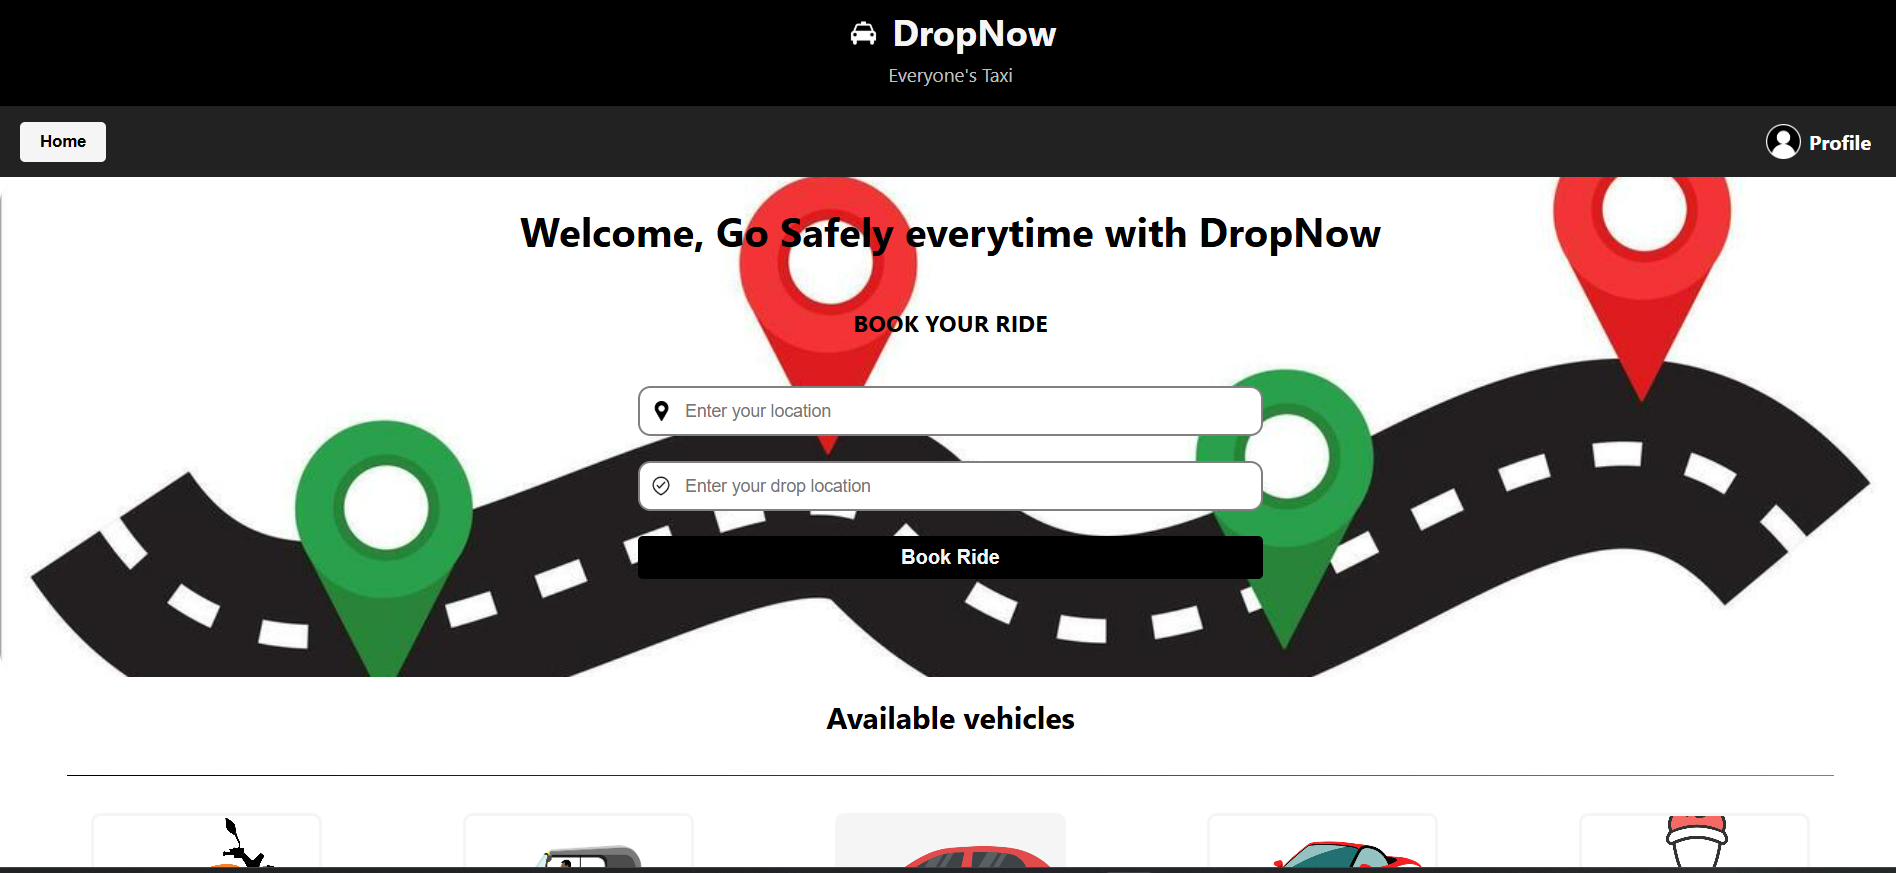 DropNow
Everyone's Taxi
Home
Profile
Welcome, Go Safely everytime with DropNow
BOOK YOUR RIDE
Enter your location
Enter your drop location
Book Ride
Available vehicles